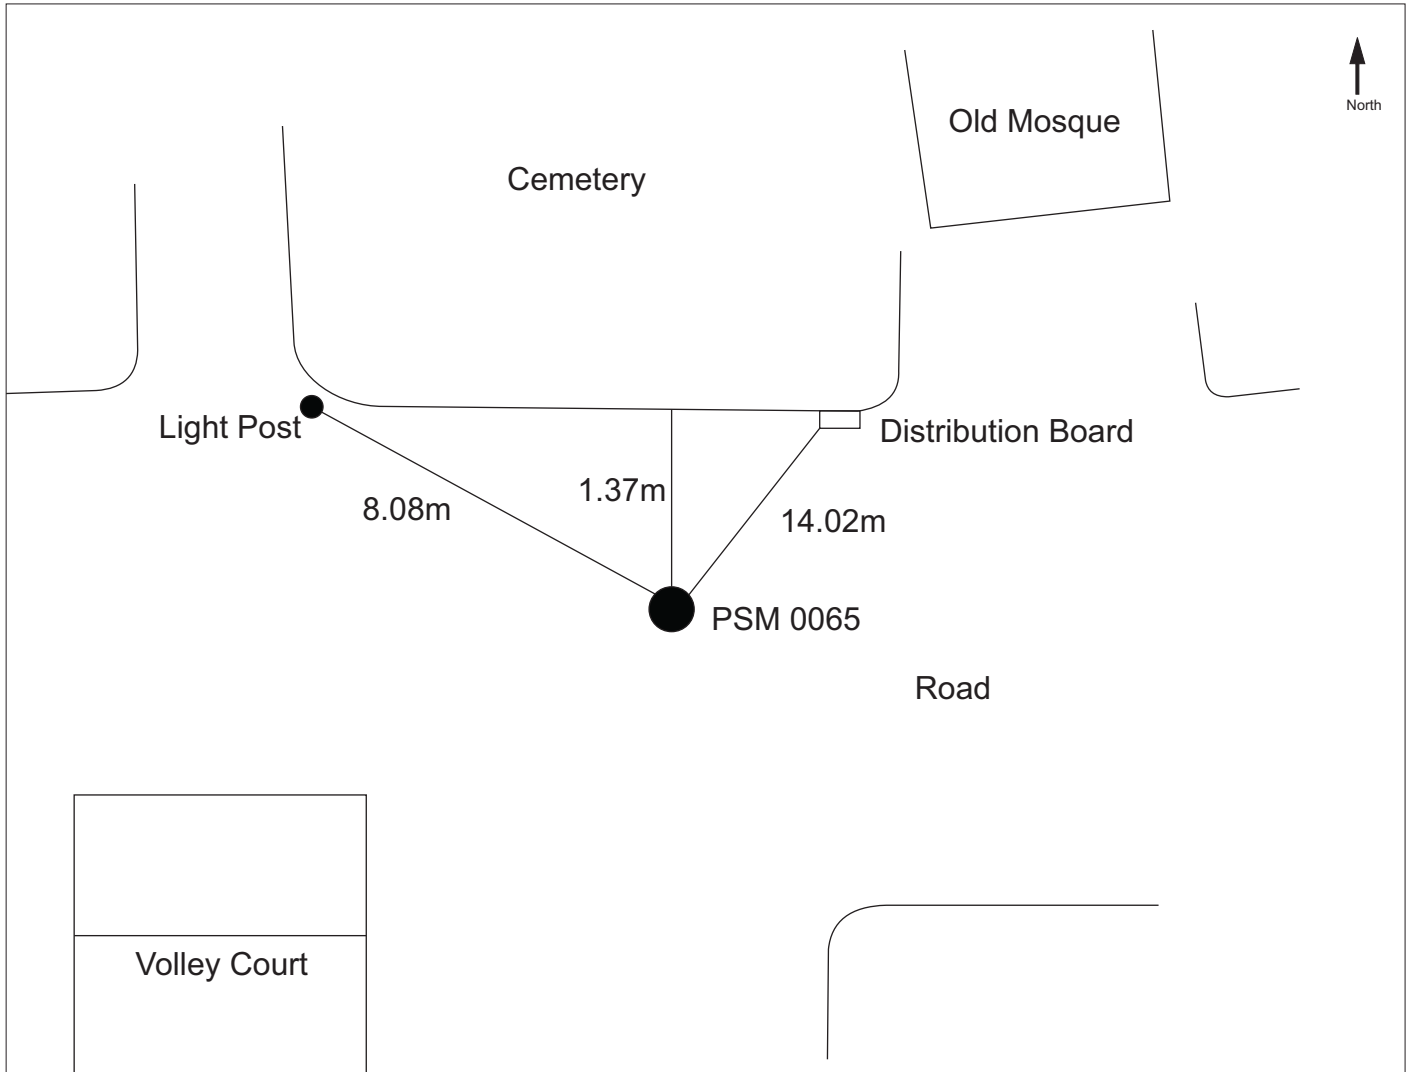 Old Mosque
North
Cemetery
Light Post
Distribution Board
1.37m
8.08m
14.02m
PSM 0065
Road
Volley Court